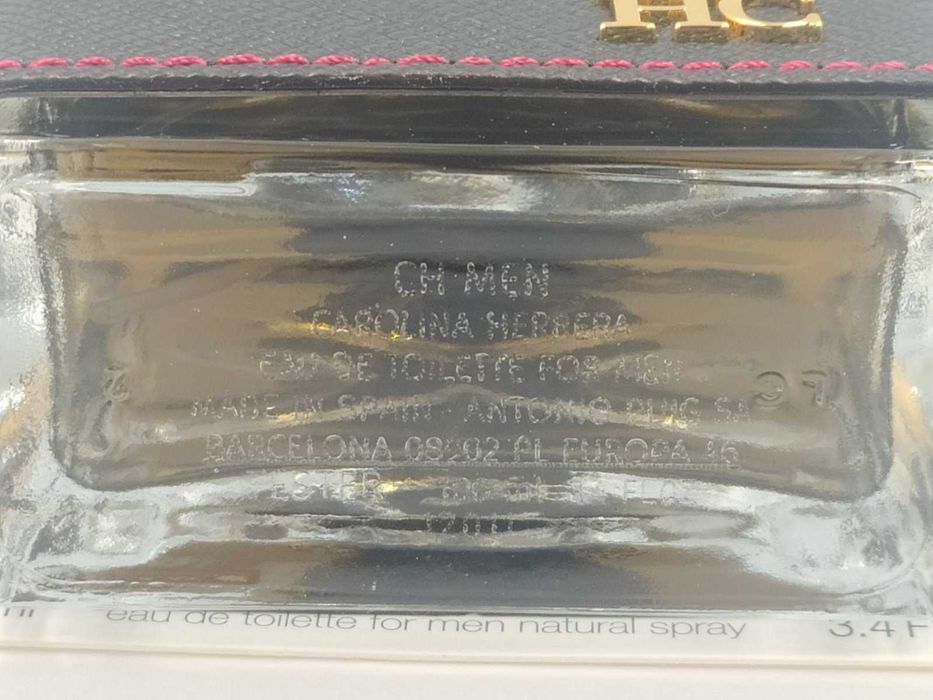 HC
CH MEN
CAROLINA HERRERA
EAU DE TOILETTE FOR MEN
MADE IN SPAIN - ANTONIO PUIG SA
BARCELONA 08902 PL EUROPA 46
eau de toilette for men natural spray 3.4 F